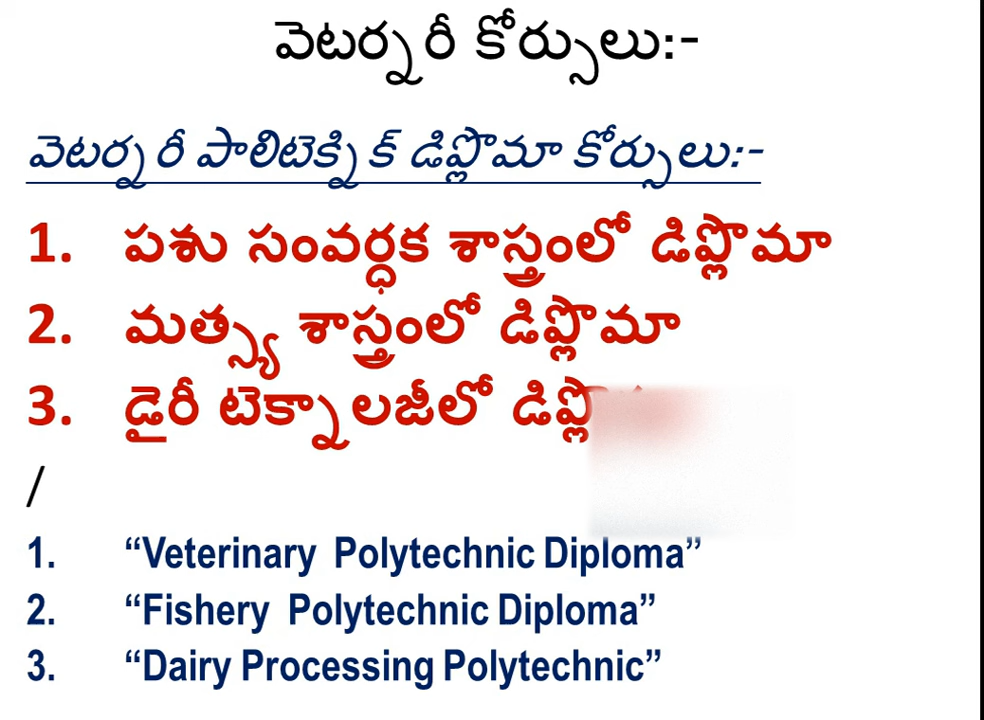 వెటర్నరీ కోర్సులు:-
వెటర్నరీ పాలిటెక్నిక్ డిప్లొమా కోర్సులు:-
1. పశు సంవర్ధక శాస్త్రంలో డిప్లొమా
2. మత్స్య శాస్త్రంలో డిప్లొమా
3. డైరీ టెక్నాలజీలో
/
1. “Veterinary Polytechnic Diploma”
2. “Fishery Polytechnic Diploma”
3. “Dairy Processing Polytechnic”